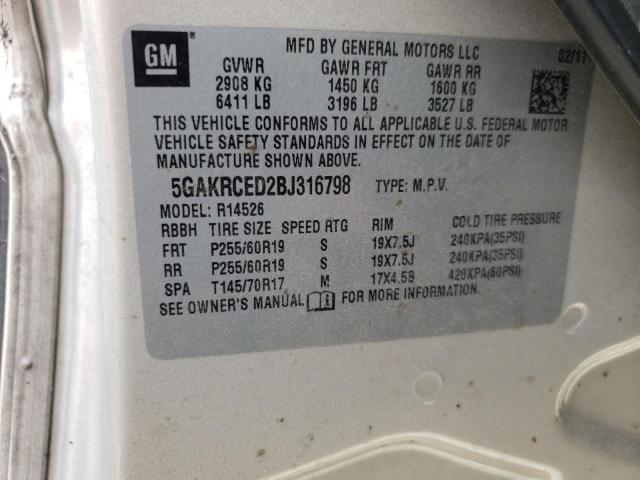 GM
MFD BY GENERAL MOTORS LLC 02/11
GVWR GAWR FRT GAWR RR
2908 KG 1450 KG 1600 KG
6411 LB 3196 LB 3527 LB
THIS VEHICLE CONFORMS TO ALL APPLICABLE U.S. FEDERAL MOTOR
VEHICLE SAFETY STANDARDS IN EFFECT ON THE DATE OF
MANUFACTURE SHOWN ABOVE.
5GAKRCED2BJ316798 TYPE: M.P.V.
MODEL: R14526
RBBH TIRE SIZE SPEED RTG RIM COLD TIRE PRESSURE
FRT P255/60R19 S 19X7.5J 240KPA(35PSI)
RR P255/60R19 S 19X7.5J 240KPA(35PSI)
SPA T145/70R17 M 17X4.5B 420KPA(60PSI)
SEE OWNER'S MANUAL FOR MORE INFORMATION.